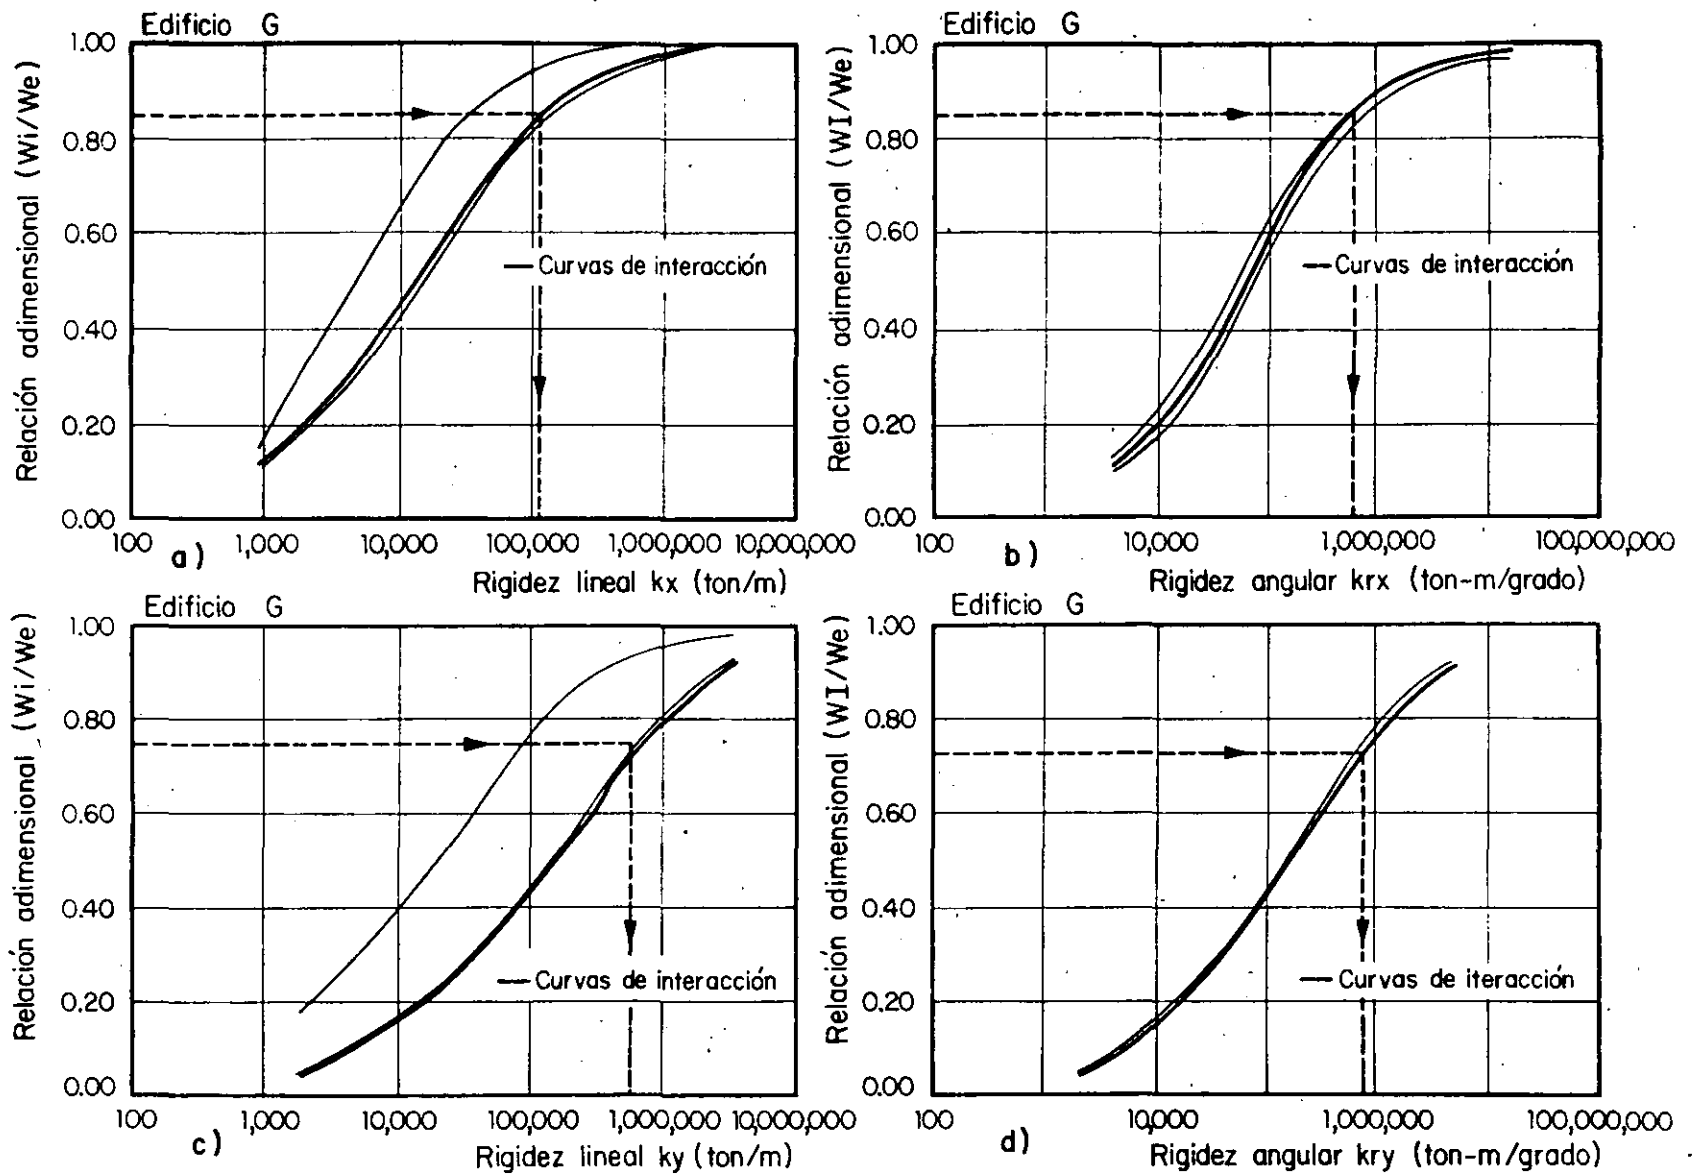 Edificio G
Relación adimensional (Wi/We)
1.00
0.80
0.60
0.40
0.20
0.00
Curvas de interacción
100 1,000 10,000 100,000 1,000,000 10,000,000
a)
Rigidez lineal kx (ton/m)
Edificio G
Relación adimensional (WI/We)
1.00
0.80
0.60
0.40
0.20
0.00
Curvas de interacción
100 10,000 1,000,000 100,000,000
b)
Rigidez angular krx (ton-m/grado)
Edificio G
Relación adimensional (Wi/We)
1.00
0.80
0.60
0.40
0.20
0.00
Curvas de interacción
100 1,000 10,000 100,000 1,000,000 10,000,000
c)
Rigidez lineal ky (ton/m)
Edificio G
Relación adimensional (WI/We)
1.00
0.80
0.60
0.40
0.20
0.00
Curvas de iteracción
100 10,000 1,000,000 100,000,000
d)
Rigidez angular kry (ton-m/grado)